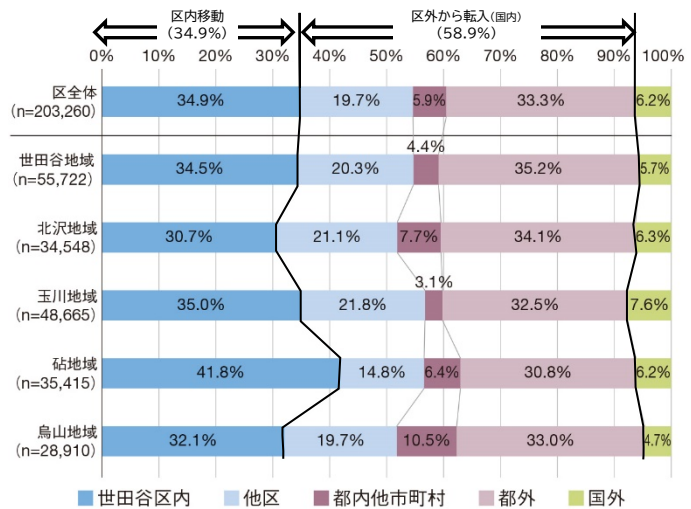 区内移動 区外から転入(国内)
(34.9%) (58.9%)
0% 10% 20% 30% 40% 50% 60% 70% 80% 90% 100%
区全体
(n=203,260)
34.9% 19.7% 5.9% 33.3% 6.2%
世田谷地域
(n=55,722)
34.5% 20.3% 4.4% 35.2% 5.7%
北沢地域
(n=34,548)
30.7% 21.1% 7.7% 34.1% 6.3%
玉川地域
(n=48,665)
35.0% 21.8% 3.1% 32.5% 7.6%
砧地域
(n=35,415)
41.8% 14.8% 6.4% 30.8% 6.2%
烏山地域
(n=28,910)
32.1% 19.7% 10.5% 33.0% 4.7%
世田谷区内 他区 都内他市町村 都外 国外